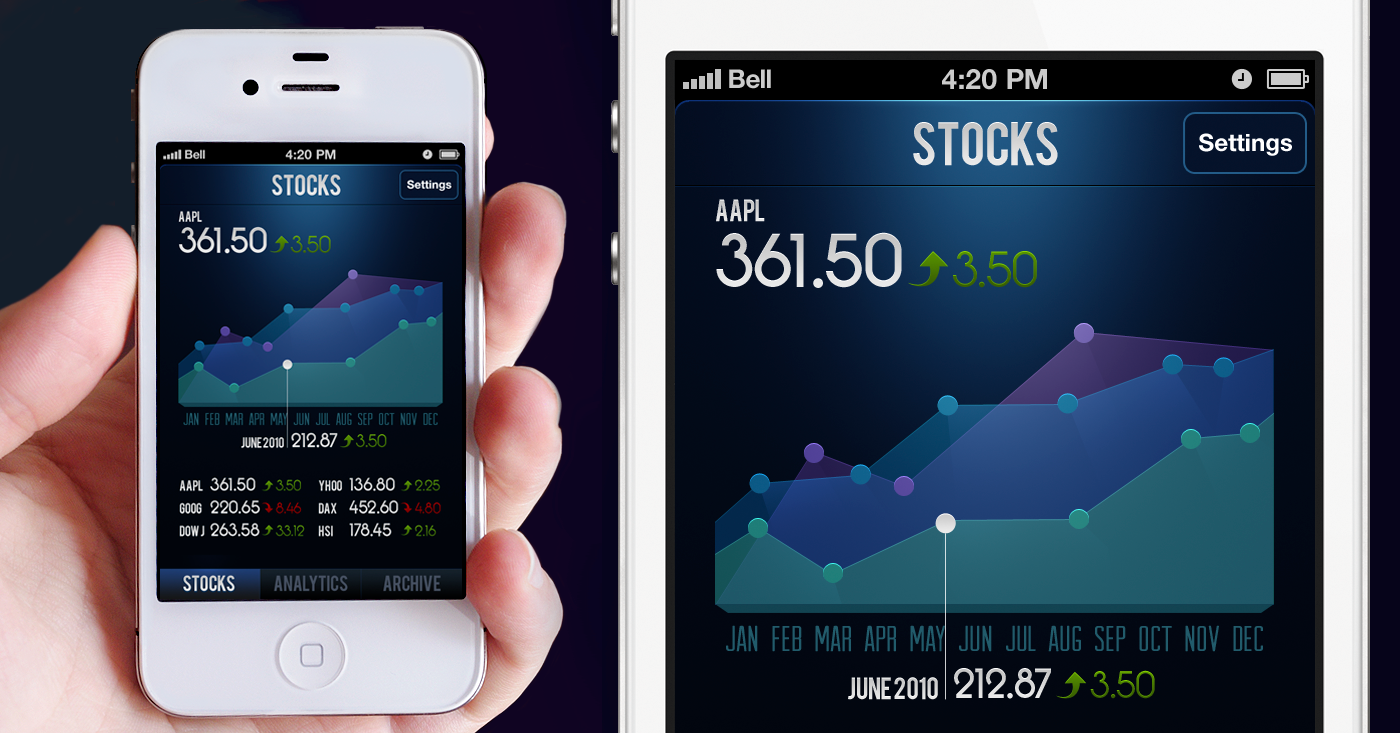 Bell 4:20 PM
STOCKS Settings
AAPL
361.50 3.50
JAN FEB MAR APR MAY JUN JUL AUG SEP OCT NOV DEC
JUNE 2010 212.87 3.50
AAPL 361.50 3.50 YHOO 136.80 2.25
GOOG 220.65 8.46 DAX 452.60 4.80
DOW J 263.58 33.12 HSI 178.45 2.16
STOCKS ANALYTICS ARCHIVE
Bell 4:20 PM
STOCKS Settings
AAPL
361.50 3.50
JAN FEB MAR APR MAY JUN JUL AUG SEP OCT NOV DEC
JUNE 2010 212.87 3.50